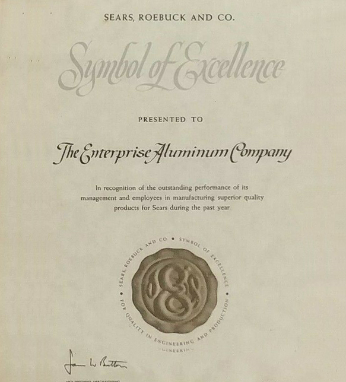 SEARS, ROEBUCK AND CO.
Symbol of Excellence
PRESENTED TO
The Enterprise Aluminum Company
In recognition of the outstanding performance of its
management and employees in manufacturing superior quality
products for Sears during the past year.
SEARS, ROEBUCK AND CO. • SYMBOL OF EXCELLENCE •
FOR QUALITY IN ENGINEERING AND PRODUCTION •